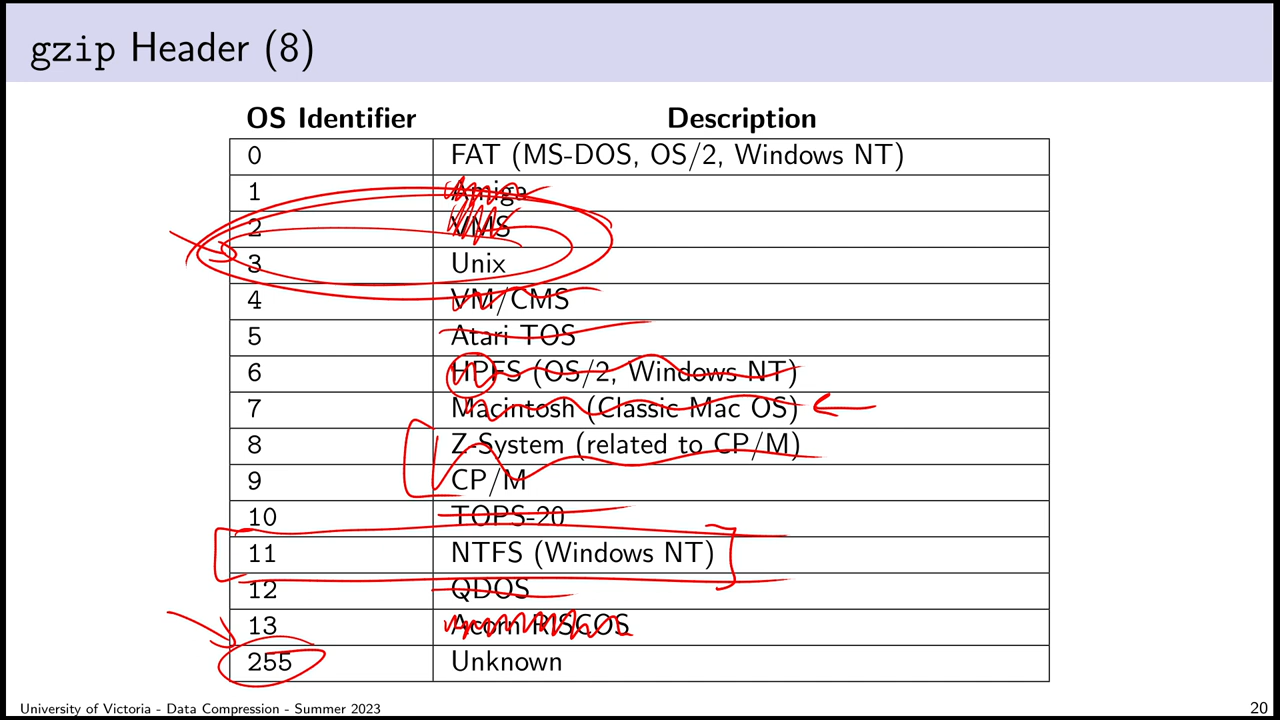 gzip Header (8)
OS Identifier Description
0 FAT (MS-DOS, OS/2, Windows NT)
1 Amiga
2 VMS
3 Unix
4 VM/CMS
5 Atari TOS
6 HPFS (OS/2, Windows NT)
7 Macintosh (Classic Mac OS)
8 Z-System (related to CP/M)
9 CP/M
10 TOPS-20
11 NTFS (Windows NT)
12 QDOS
13 Acorn RISCOS
255 Unknown
University of Victoria - Data Compression - Summer 2023 20